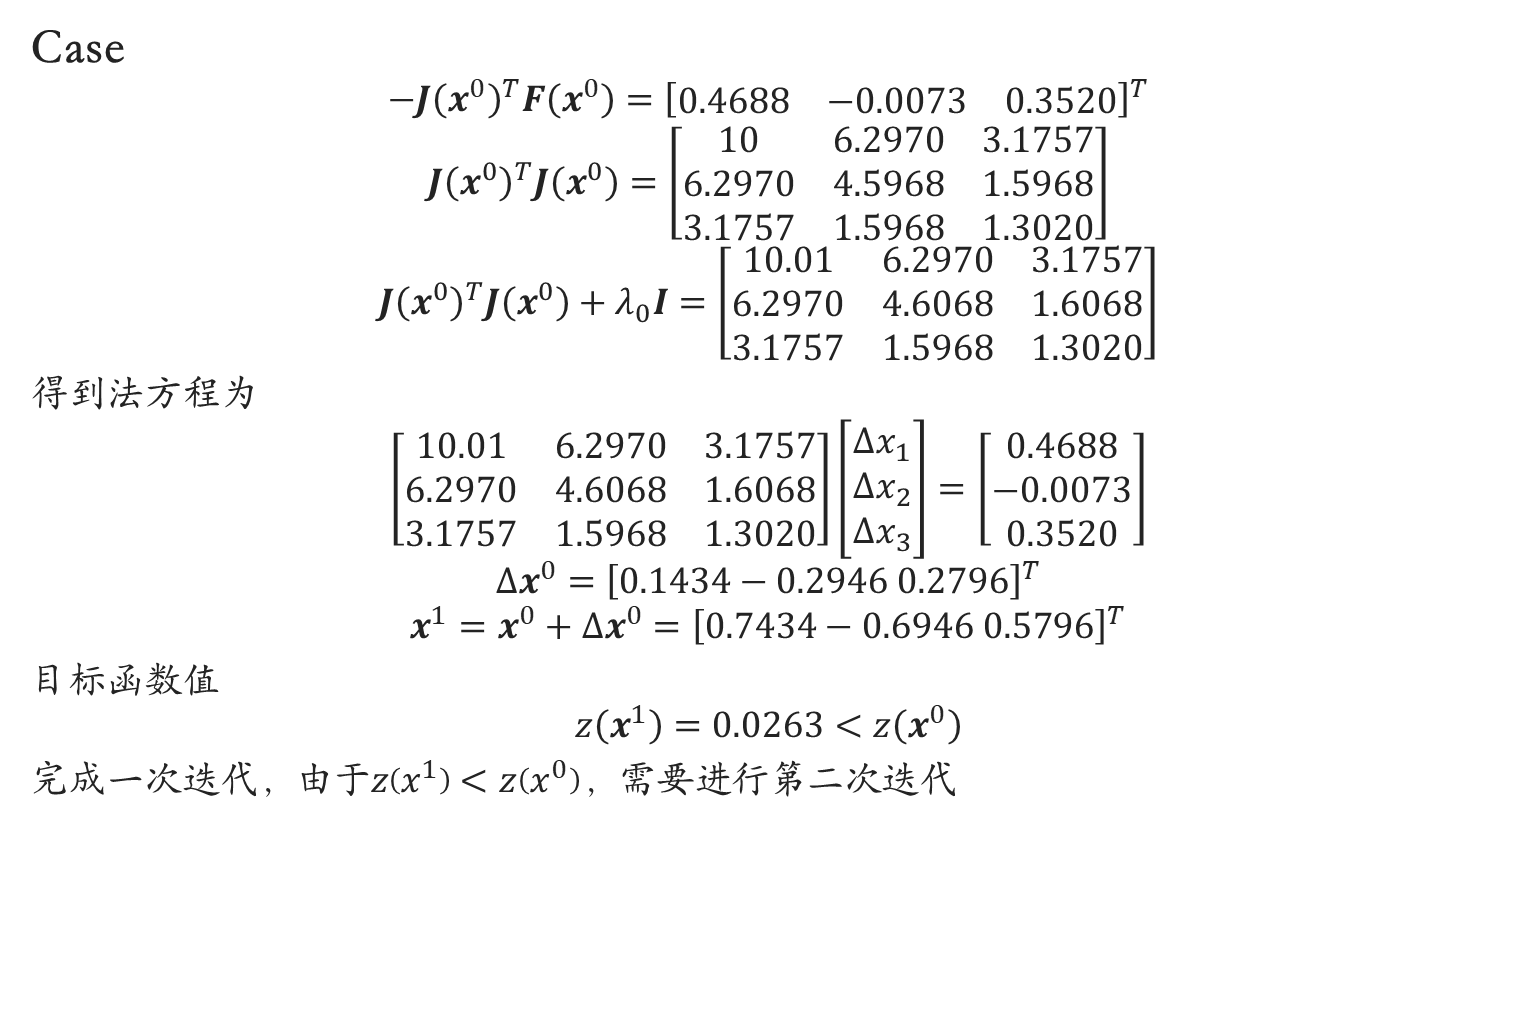 Case
−J(x⁰)ᵀF(x⁰) = [0.4688 −0.0073 0.3520]ᵀ
J(x⁰)ᵀJ(x⁰) = [10 6.2970 3.1757
6.2970 4.5968 1.5968
3.1757 1.5968 1.3020]
J(x⁰)ᵀJ(x⁰) + λ₀I = [10.01 6.2970 3.1757
6.2970 4.6068 1.6068
3.1757 1.5968 1.3020]
得到法方程为
[10.01 6.2970 3.1757
6.2970 4.6068 1.6068
3.1757 1.5968 1.3020] [Δx₁ Δx₂ Δx₃] = [0.4688 −0.0073 0.3520]
Δx⁰ = [0.1434 − 0.2946 0.2796]ᵀ
x¹ = x⁰ + Δx⁰ = [0.7434 − 0.6946 0.5796]ᵀ
目标函数值
z(x¹) = 0.0263 < z(x⁰)
完成一次迭代，由于z(x¹) < z(x⁰)，需要进行第二次迭代